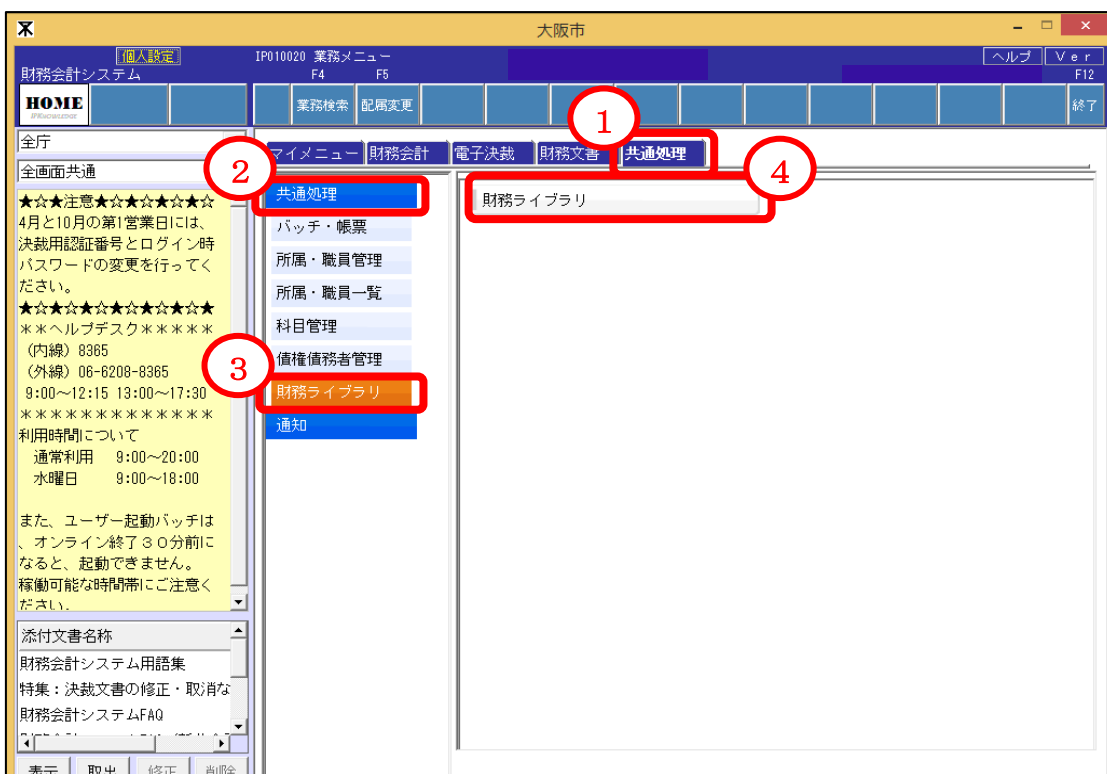 大阪市
個人設定
財務会計システム
IP010020 業務メニュー
F4 F5
ヘルプ Ver
F12
HOME
業務検索 配属変更 終了
全庁
全画面共通
★☆★注意★☆★☆★☆★☆
4月と10月の第1営業日には、
決裁用認証番号とログイン時
パスワードの変更を行ってく
ださい。
★☆★☆★☆★☆★☆★☆★
**ヘルプデスク*****
(内線) 8365
(外線) 06-6208-8365
9:00～12:15 13:00～17:30
*************
利用時間について
通常利用 9:00～20:00
水曜日 9:00～18:00
また、ユーザー起動バッチは
、オンライン終了30分前に
なると、起動できません。
稼働可能な時間帯にご注意く
ださい。
添付文書名称
財務会計システム用語集
特集：決裁文書の修正・取消な
財務会計システムFAQ
表示 取出 修正 削除
1
マイメニュー 財務会計 電子決裁 財務文書 共通処理
2
共通処理
バッチ・帳票
所属・職員管理
所属・職員一覧
科目管理
債権債務者管理
3
財務ライブラリ
通知
4
財務ライブラリ